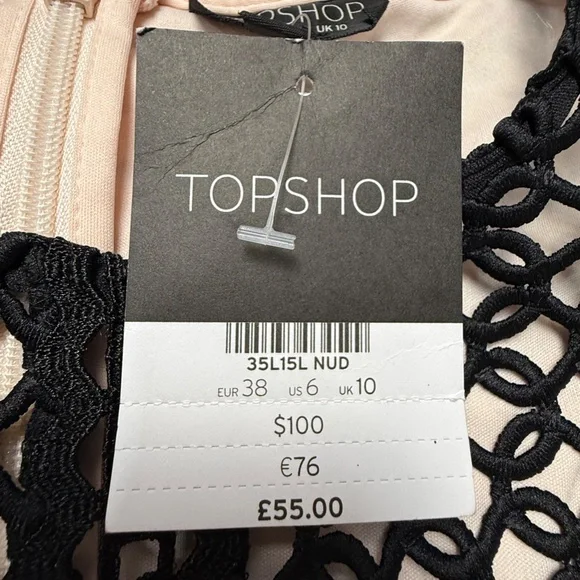 TOPSHOP
UK 10
TOPSHOP
35L15L NUD
EUR 38 US 6 UK 10
$100
€76
£55.00